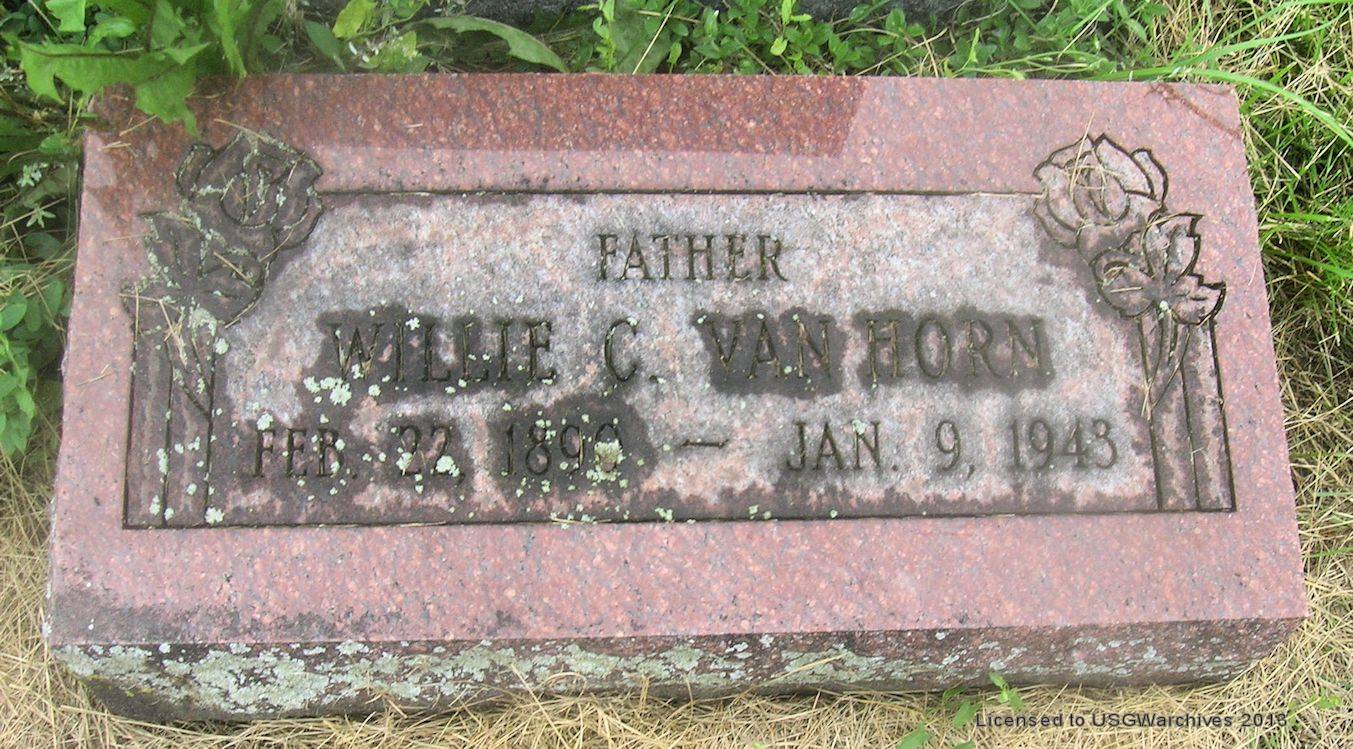 FATHER
WILLIE C. VAN HORN
FEB. 22, 1890 – JAN. 9, 1943
Licensed to USGWarchives 2013